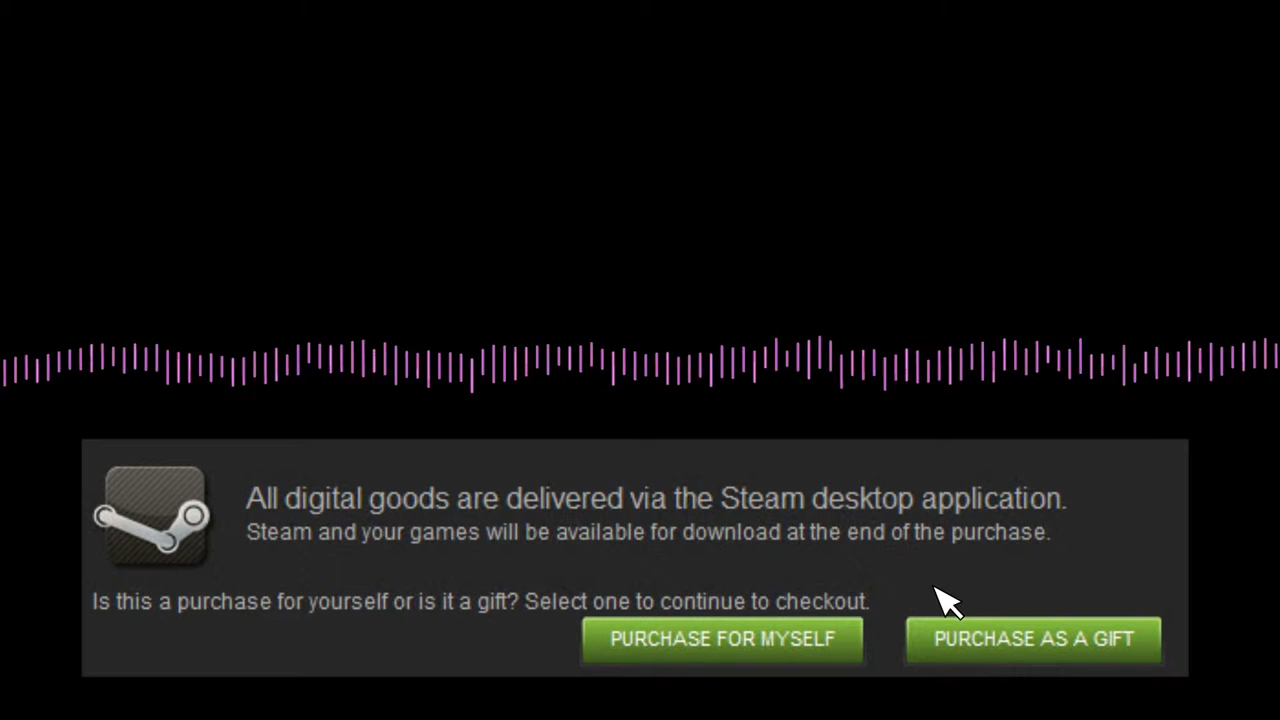 All digital goods are delivered via the Steam desktop application.
Steam and your games will be available for download at the end of the purchase.
Is this a purchase for yourself or is it a gift? Select one to continue to checkout.
PURCHASE FOR MYSELF
PURCHASE AS A GIFT